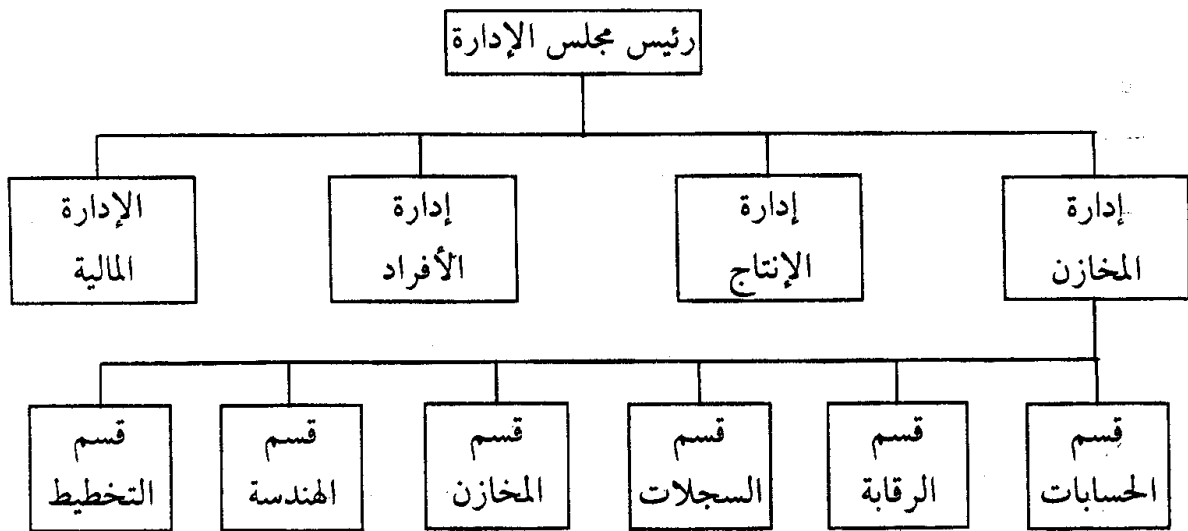 رئيس مجلس الإدارة
إدارة
المخازن
إدارة
الإنتاج
إدارة
الأفراد
الإدارة
المالية
قسم
الحسابات
قسم
الرقابة
قسم
السجلات
قسم
المخازن
قسم
الهندسة
قسم
التخطيط